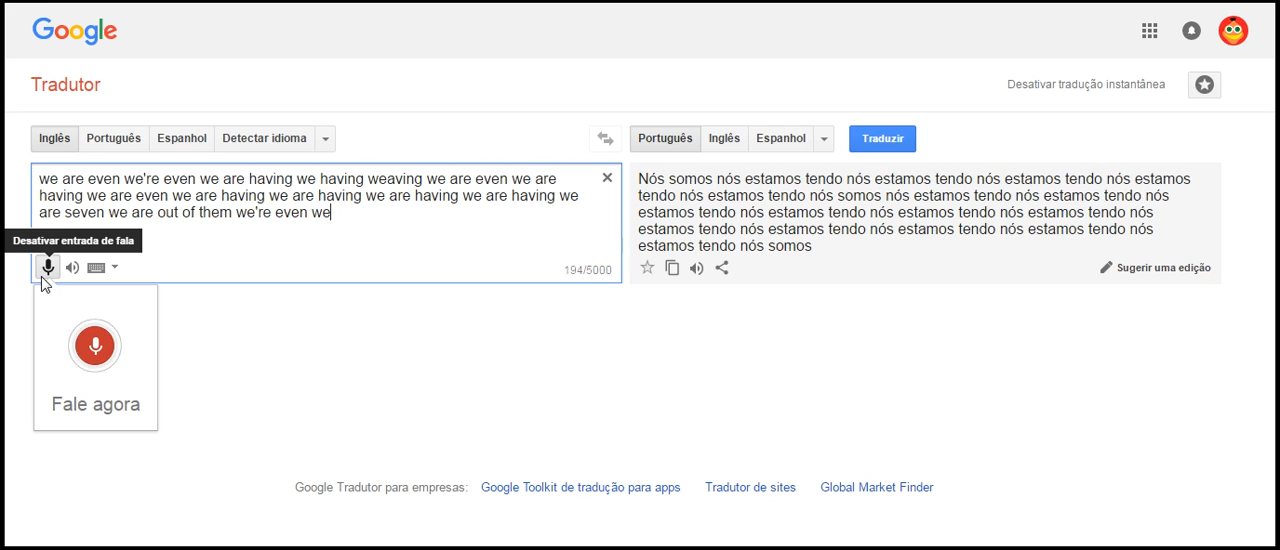 Google
Tradutor
Desativar tradução instantânea
Inglês Português Espanhol Detectar idioma
Português Inglês Espanhol Traduzir
we are even we're even we are having we having weaving we are even we are
having we are even we are having we are having we are having we are having we
are seven we are out of them we're even we
Desativar entrada de fala
194/5000
Nós somos nós estamos tendo nós estamos tendo nós estamos tendo nós estamos
tendo nós estamos tendo nós somos nós estamos tendo nós estamos tendo nós
estamos tendo nós estamos tendo nós estamos tendo nós estamos tendo nós
estamos tendo nós estamos tendo nós estamos tendo nós estamos tendo nós
estamos tendo nós somos
Sugerir uma edição
Fale agora
Google Tradutor para empresas: Google Toolkit de tradução para apps Tradutor de sites Global Market Finder